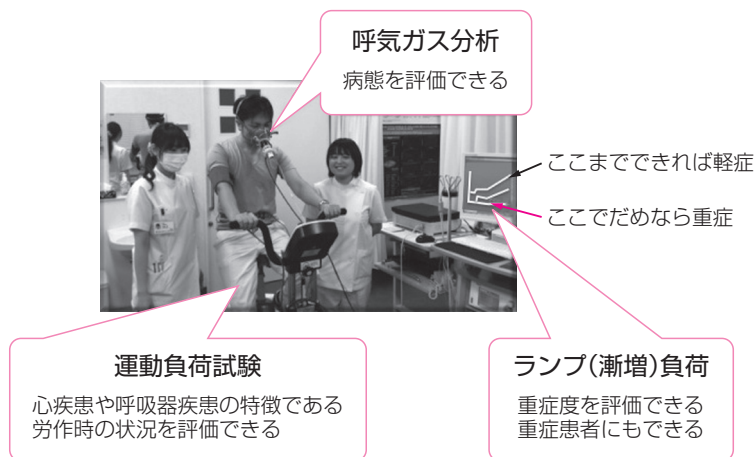 呼気ガス分析
病態を評価できる
ここまでできれば軽症
ここでだめなら重症
運動負荷試験
心疾患や呼吸器疾患の特徴である
労作時の状況を評価できる
ランプ(漸増)負荷
重症度を評価できる
重症患者にもできる